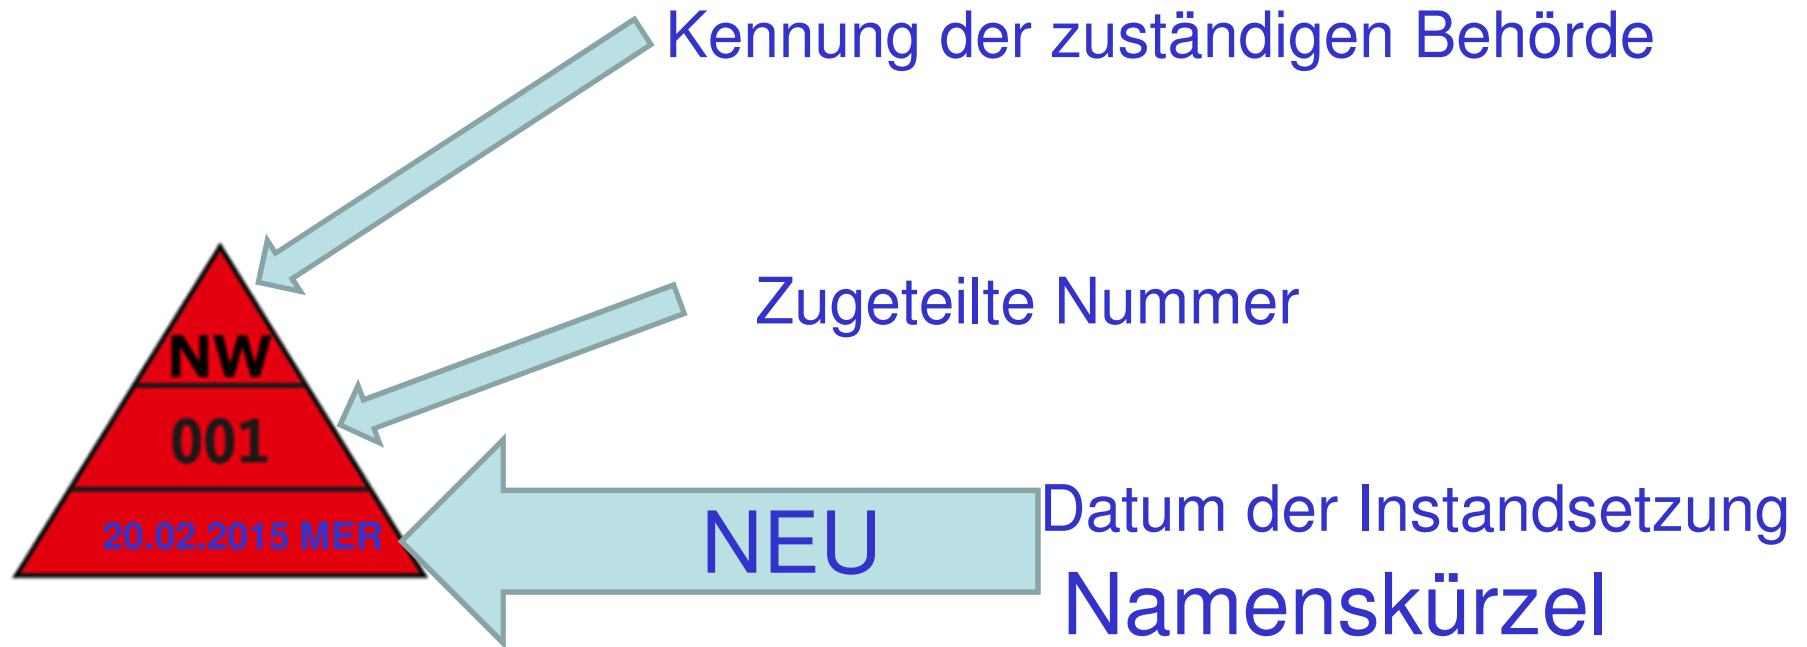 Kennung der zuständigen Behörde
Zugeteilte Nummer
NW
001
20.02.2015 MER
NEU
Datum der Instandsetzung
Namenskürzel